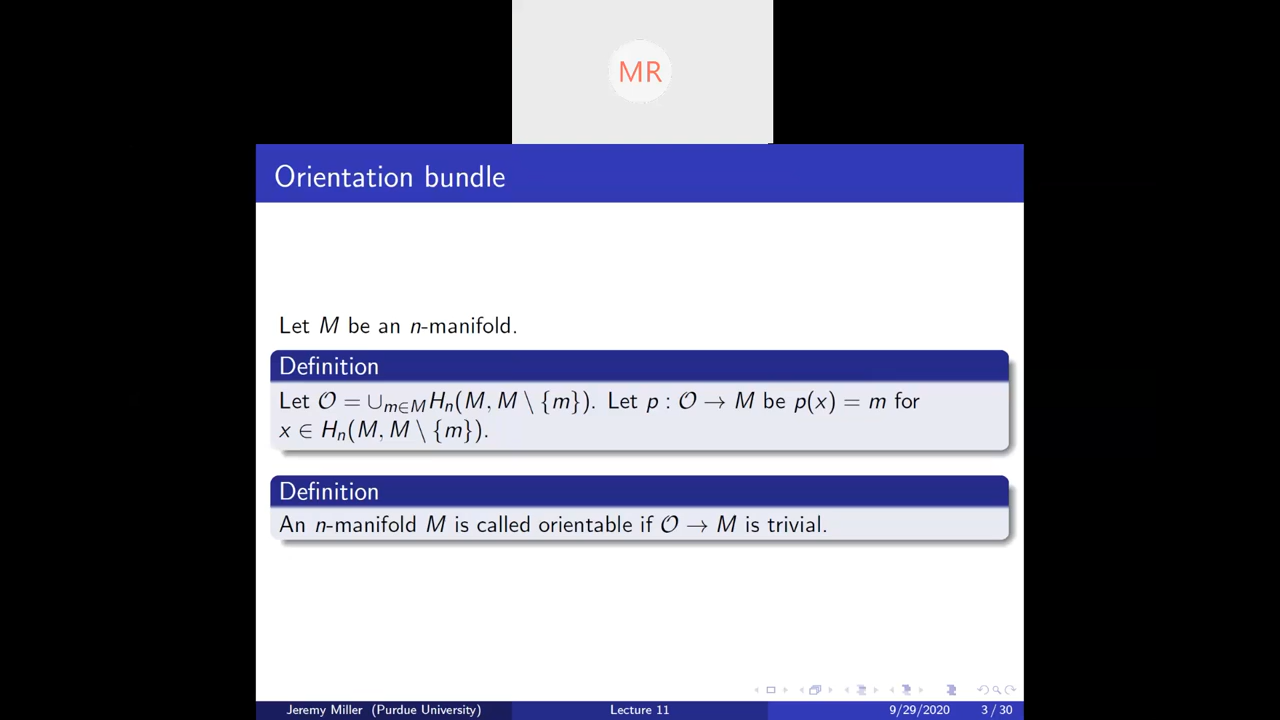 MR
Orientation bundle
Let M be an n-manifold.
Definition
Let 𝒪 = ∪_{m∈M} H_n(M, M \ {m}). Let p : 𝒪 → M be p(x) = m for
x ∈ H_n(M, M \ {m}).
Definition
An n-manifold M is called orientable if 𝒪 → M is trivial.
Jeremy Miller (Purdue University) Lecture 11 9/29/2020 3 / 30